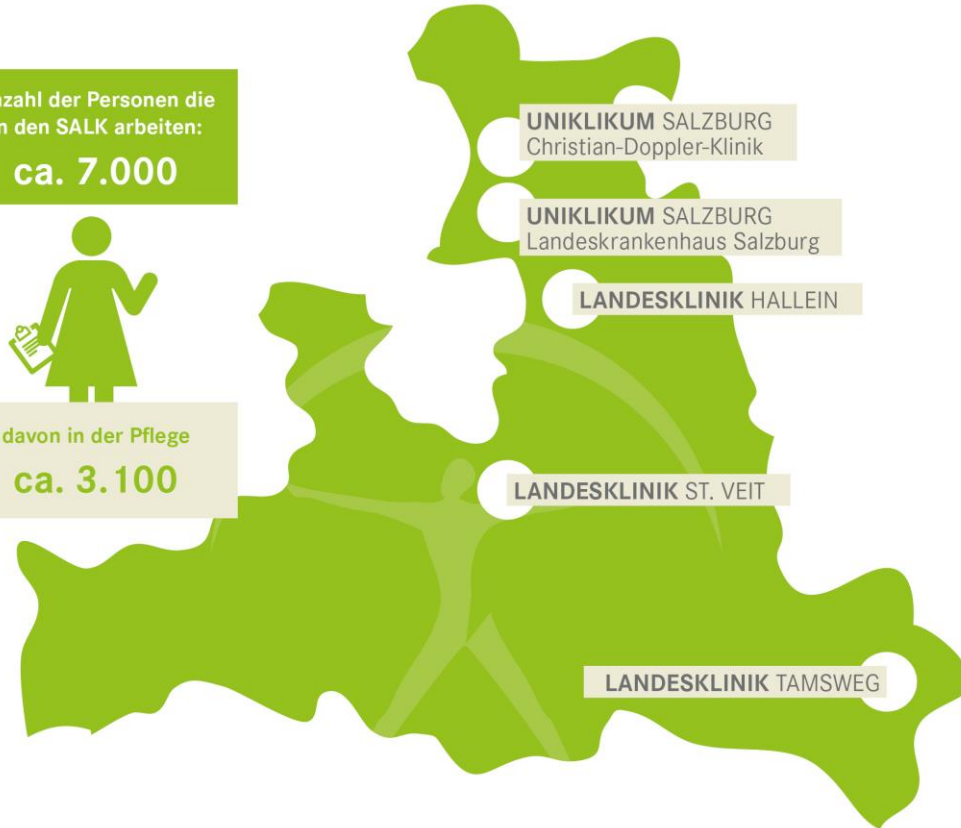 nzahl der Personen die
n den SALK arbeiten:
ca. 7.000
davon in der Pflege
ca. 3.100
UNIKLIKUM SALZBURG
Christian-Doppler-Klinik
UNIKLIKUM SALZBURG
Landeskrankenhaus Salzburg
LANDESKLINIK HALLEIN
LANDESKLINIK ST. VEIT
LANDESKLINIK TAMSWEG